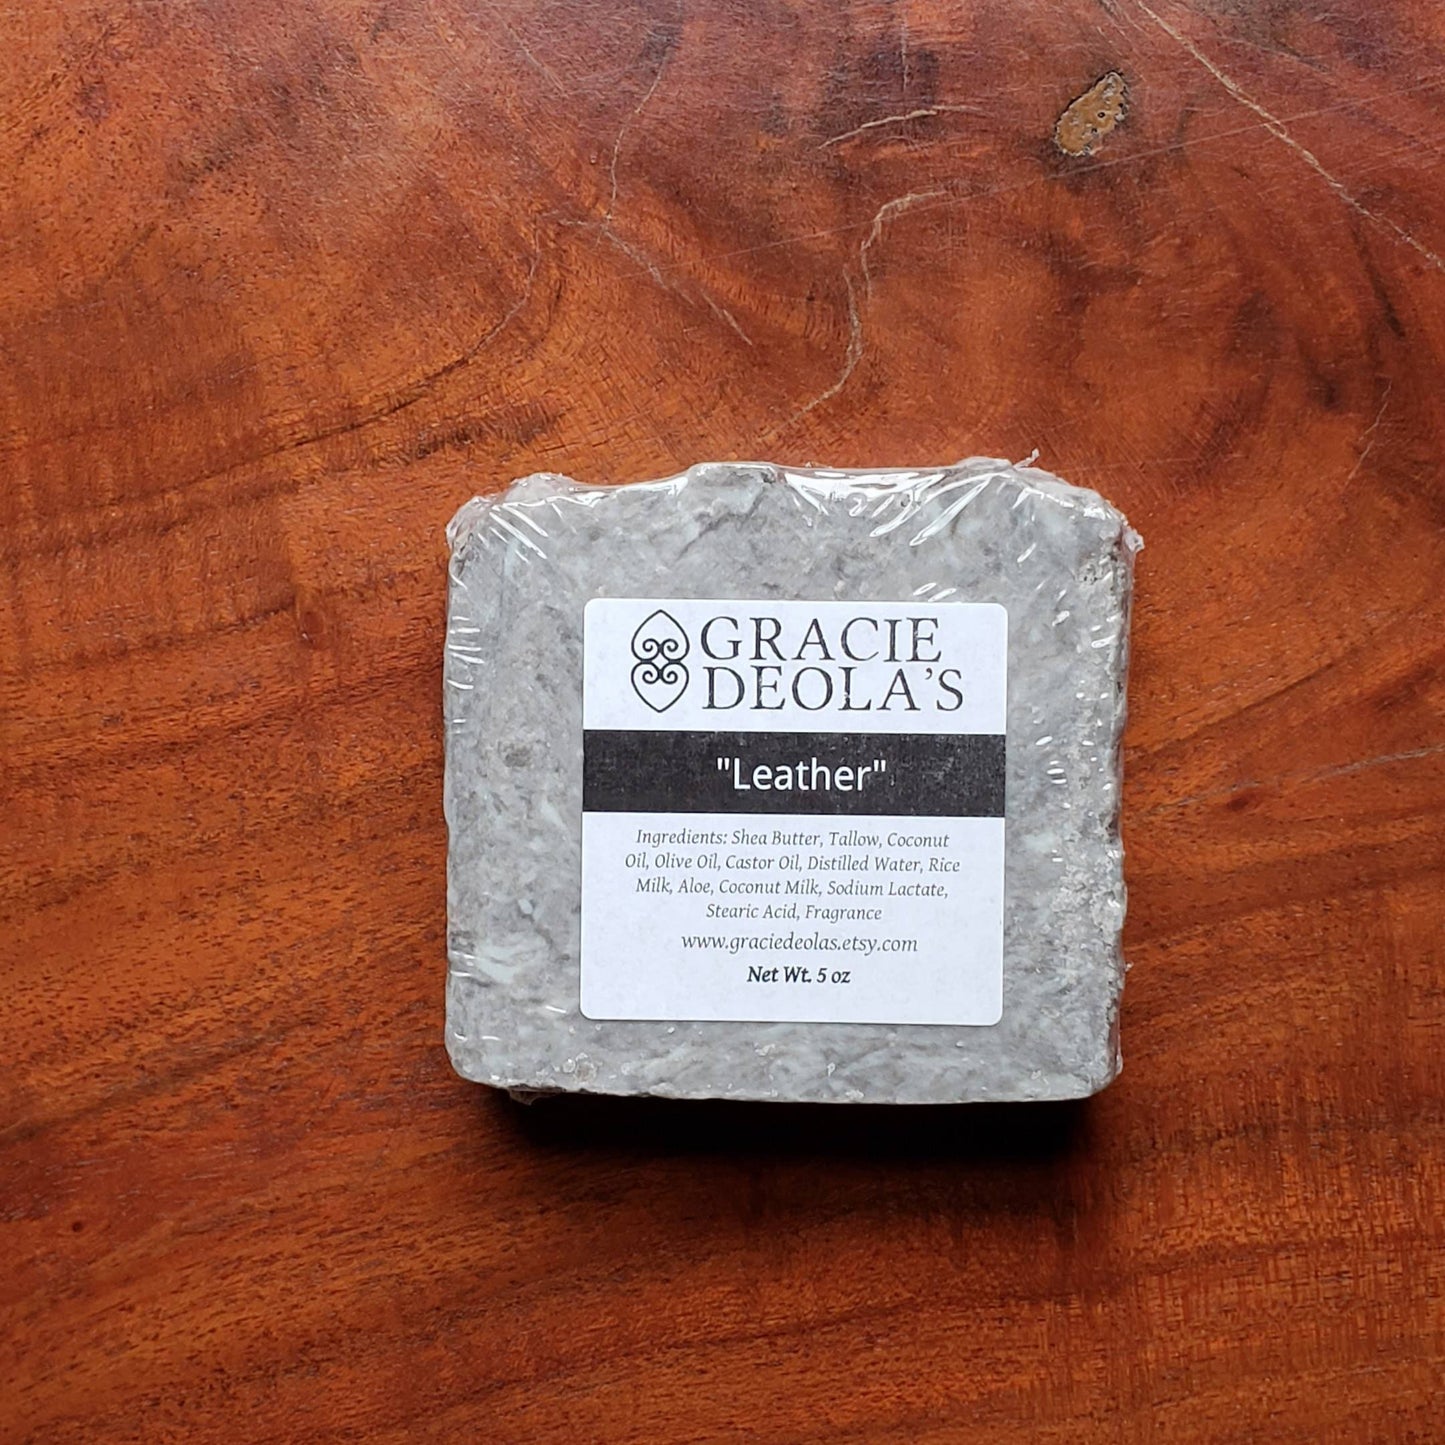 GRACIE
DEOLA'S
"Leather"
Ingredients: Shea Butter, Tallow, Coconut
Oil, Olive Oil, Castor Oil, Distilled Water, Rice
Milk, Aloe, Coconut Milk, Sodium Lactate,
Stearic Acid, Fragrance
www.graciedeolas.etsy.com
Net Wt. 5 oz